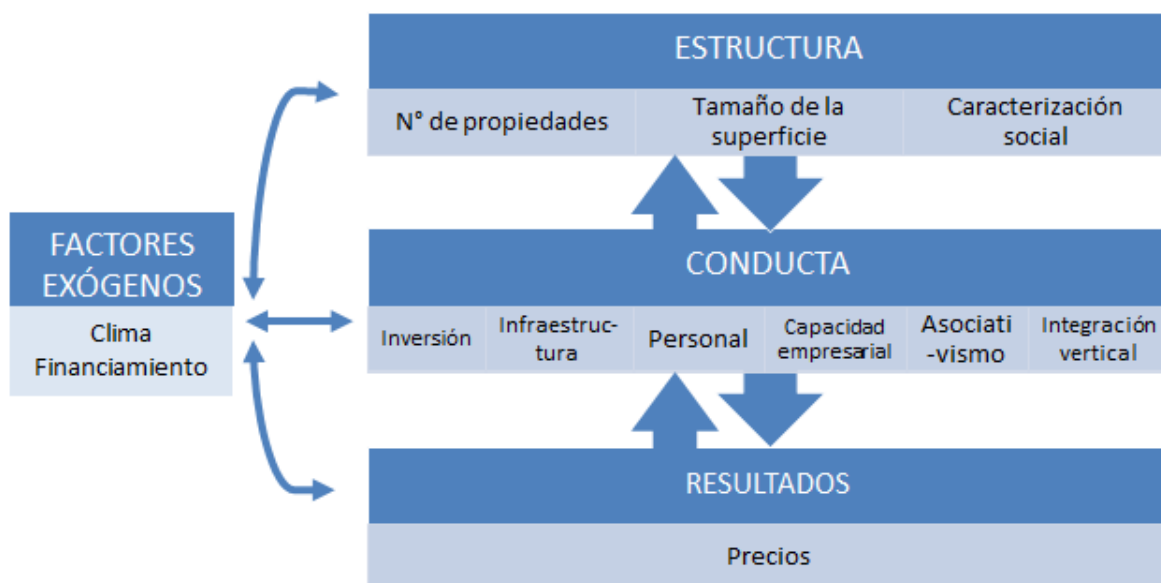 ESTRUCTURA
N° de propiedades
Tamaño de la
superficie
Caracterización
social
FACTORES
EXÓGENOS
Clima
Financiamiento
CONDUCTA
Inversión
Infraestruc-
tura
Personal
Capacidad
empresarial
Asociati
-vismo
Integración
vertical
RESULTADOS
Precios